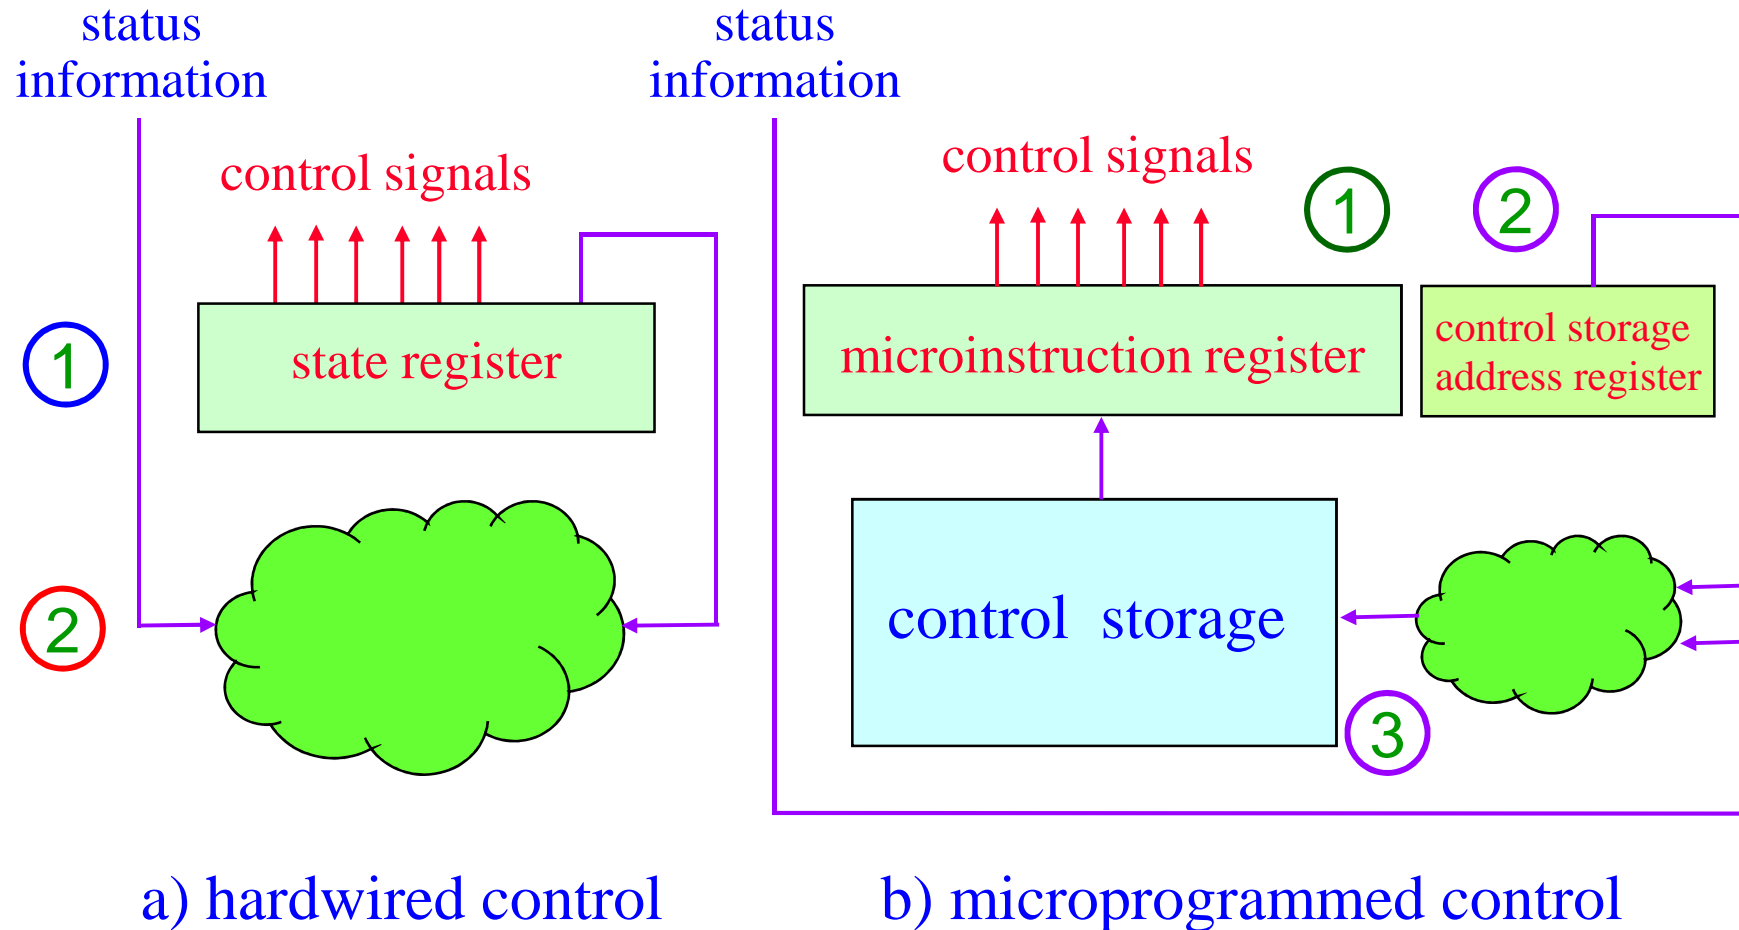 status
information
control signals
1
state register
2
a) hardwired control
status
information
control signals
1
2
microinstruction register
control storage
address register
control storage
3
b) microprogrammed control